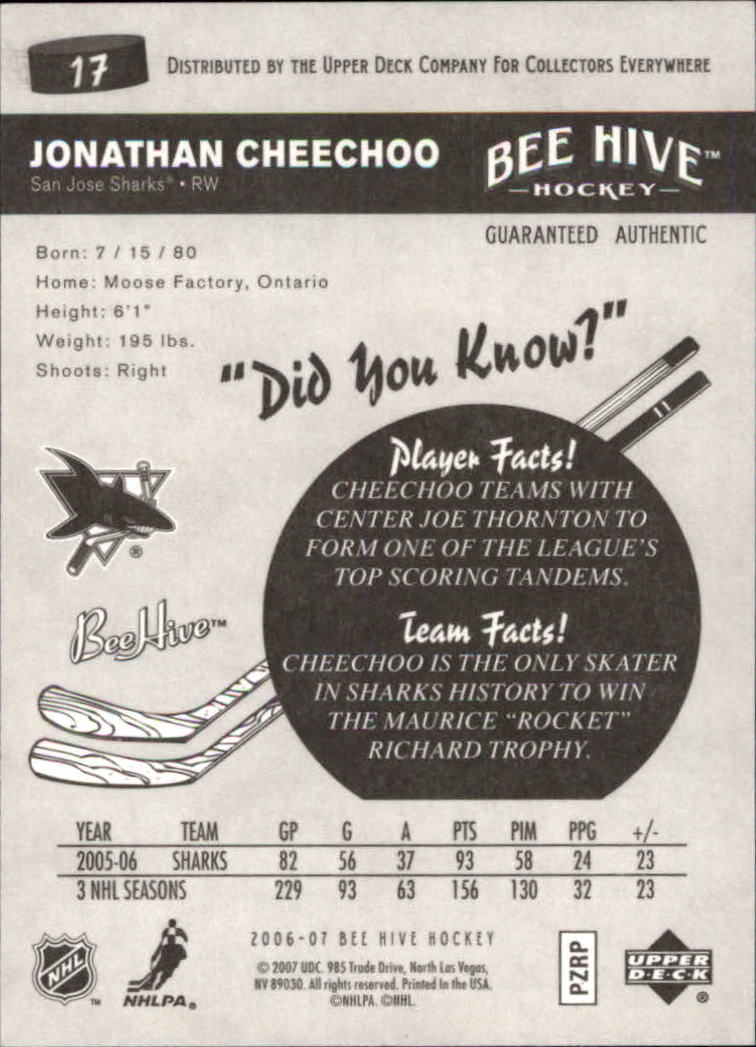 17
DISTRIBUTED BY THE UPPER DECK COMPANY FOR COLLECTORS EVERYWHERE
JONATHAN CHEECHOO
San Jose Sharks® • RW
BEE HIVE™
HOCKEY
GUARANTEED AUTHENTIC
Born: 7 / 15 / 80
Home: Moose Factory, Ontario
Height: 6'1"
Weight: 195 lbs.
Shoots: Right
"Did You Know?"
Player Facts!
CHEECHOO TEAMS WITH
CENTER JOE THORNTON TO
FORM ONE OF THE LEAGUE'S
TOP SCORING TANDEMS.
®
BeeHive™
Team Facts!
CHEECHOO IS THE ONLY SKATER
IN SHARKS HISTORY TO WIN
THE MAURICE "ROCKET"
RICHARD TROPHY.
YEAR TEAM GP G A PTS PIM PPG +/-
2005-06 SHARKS 82 56 37 93 58 24 23
3 NHL SEASONS 229 93 63 156 130 32 23
NHL ™
NHLPA®
2006-07 BEE HIVE HOCKEY
© 2007 UDC. 985 Trade Drive, North Las Vegas,
NV 89030. All rights reserved. Printed In the USA.
©NHLPA. ©NHL.
PZRP
UPPER
D·E·C·K
®